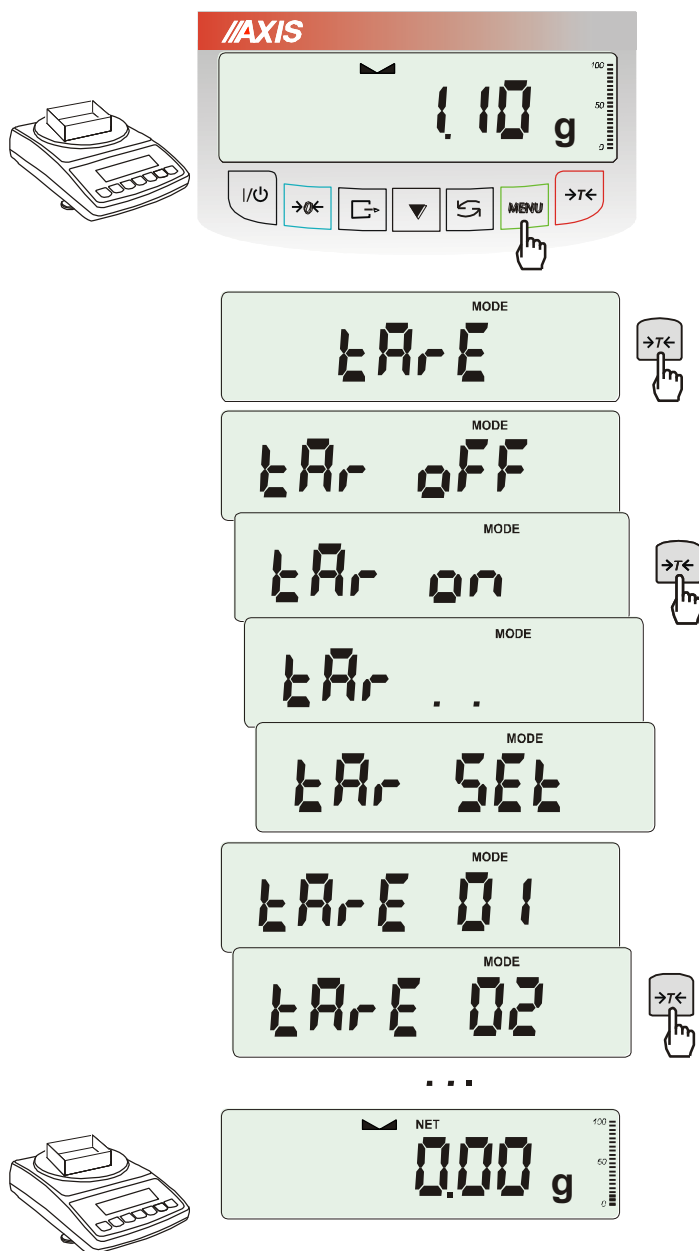 //AXIS
1.10 g
100
50
0
I/⏻ →0← MENU →T←
MODE
tArE
→T←
MODE
tAr oFF
MODE
tAr on
→T←
MODE
tAr . .
MODE
tAr SEt
MODE
tArE 01
MODE
tArE 02
→T←
...
NET
0.00 g
100
50
0